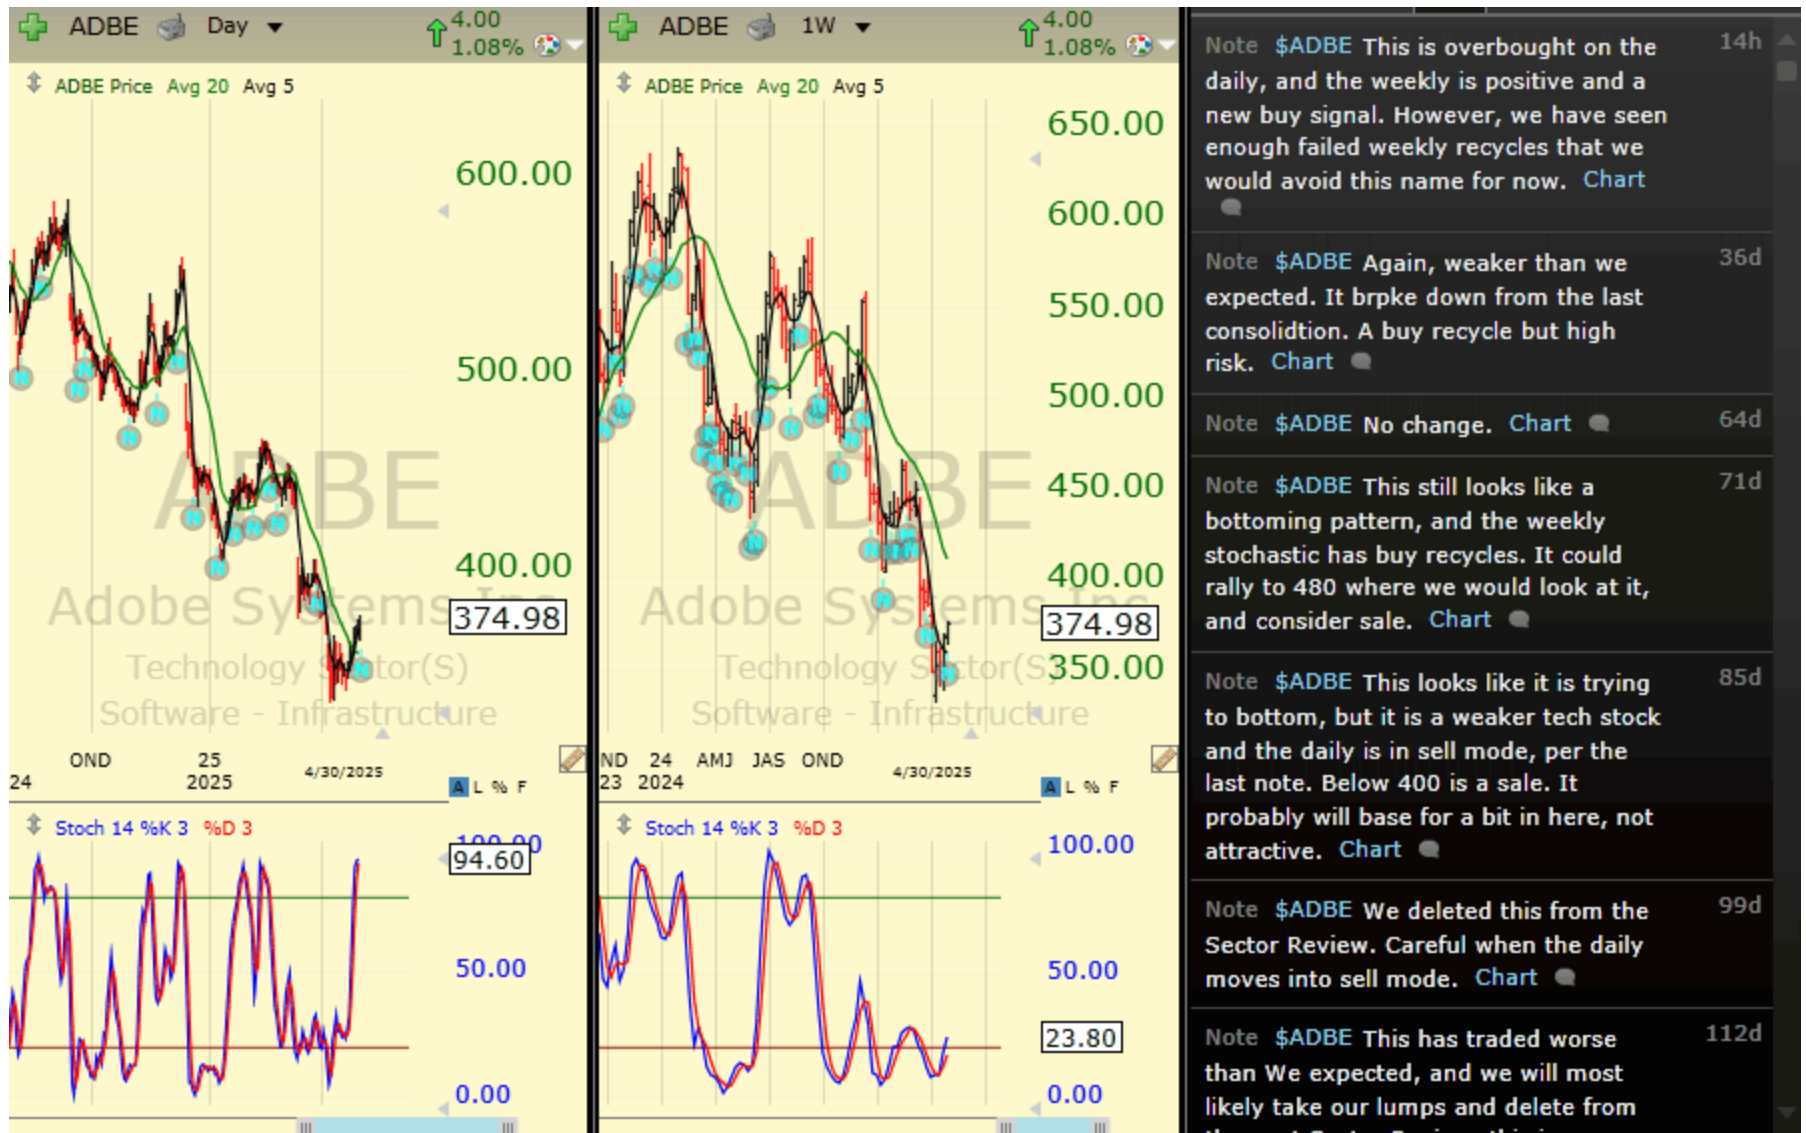 ADBE Day 4.00
1.08%
ADBE Price Avg 20 Avg 5
600.00
500.00
400.00
374.98
ADBE
Adobe Systems Inc
Technology Sector(S)
Software - Infrastructure
OND 25
24 2025 4/30/2025
A L % F
Stoch 14 %K 3 %D 3
100.00
94.60
50.00
0.00
ADBE 1W 4.00
1.08%
ADBE Price Avg 20 Avg 5
650.00
600.00
550.00
500.00
450.00
400.00
374.98
350.00
ADBE
Adobe Systems Inc
Technology Sector(S)
Software - Infrastructure
ND 24 AMJ JAS OND
23 2024 4/30/2025
A L % F
Stoch 14 %K 3 %D 3
100.00
50.00
23.80
0.00
Note $ADBE This is overbought on the 14h
daily, and the weekly is positive and a
new buy signal. However, we have seen
enough failed weekly recycles that we
would avoid this name for now. Chart
Note $ADBE Again, weaker than we 36d
expected. It brpke down from the last
consolidtion. A buy recycle but high
risk. Chart
Note $ADBE No change. Chart 64d
Note $ADBE This still looks like a 71d
bottoming pattern, and the weekly
stochastic has buy recycles. It could
rally to 480 where we would look at it,
and consider sale. Chart
Note $ADBE This looks like it is trying 85d
to bottom, but it is a weaker tech stock
and the daily is in sell mode, per the
last note. Below 400 is a sale. It
probably will base for a bit in here, not
attractive. Chart
Note $ADBE We deleted this from the 99d
Sector Review. Careful when the daily
moves into sell mode. Chart
Note $ADBE This has traded worse 112d
than We expected, and we will most
likely take our lumps and delete from